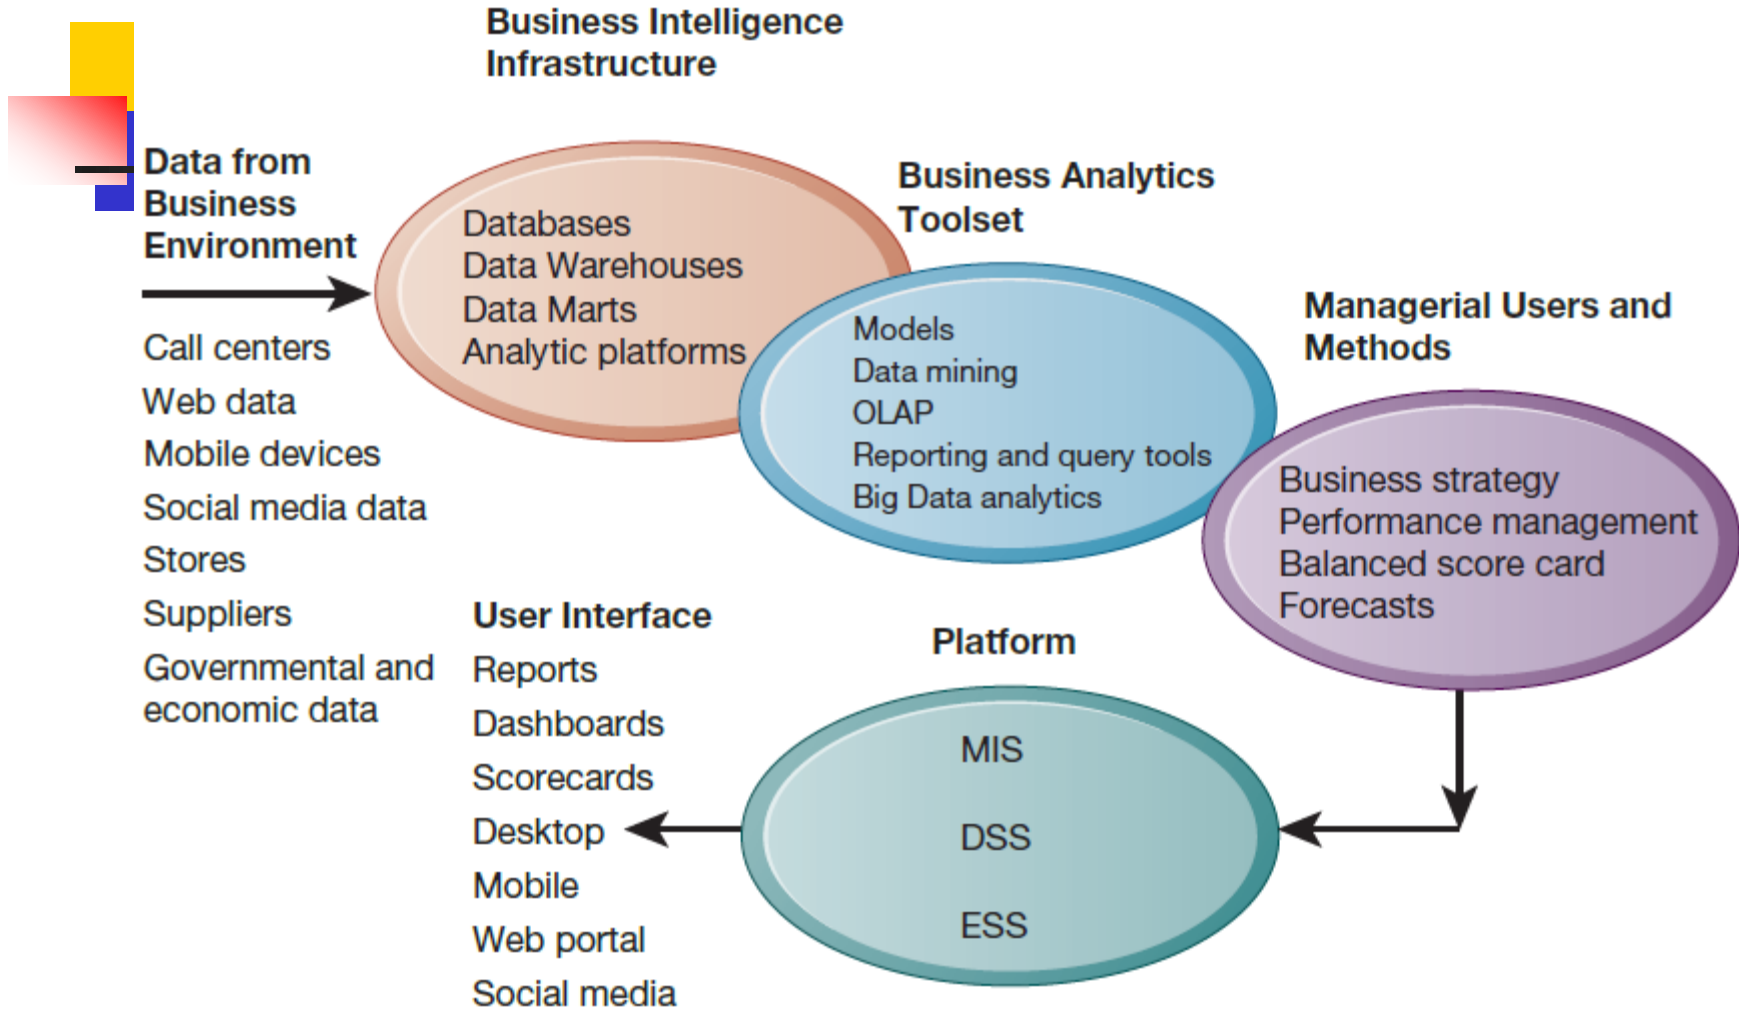 Business Intelligence
Infrastructure
Data from
Business
Environment
Call centers
Web data
Mobile devices
Social media data
Stores
Suppliers
Governmental and
economic data
Databases
Data Warehouses
Data Marts
Analytic platforms
Business Analytics
Toolset
Models
Data mining
OLAP
Reporting and query tools
Big Data analytics
Managerial Users and
Methods
Business strategy
Performance management
Balanced score card
Forecasts
Platform
MIS
DSS
ESS
User Interface
Reports
Dashboards
Scorecards
Desktop
Mobile
Web portal
Social media